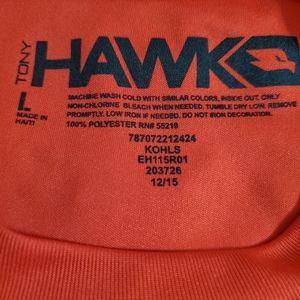 TONY
HAWK
L
MADE IN
HAITI
MACHINE WASH COLD WITH SIMILAR COLORS, INSIDE OUT. ONLY
NON-CHLORINE BLEACH WHEN NEEDED. TUMBLE DRY LOW. REMOVE
PROMPTLY. LOW IRON IF NEEDED. DO NOT IRON DECORATION.
100% POLYESTER RN# 55219
787072212424
KOHLS
EH115R01
203726
12/15